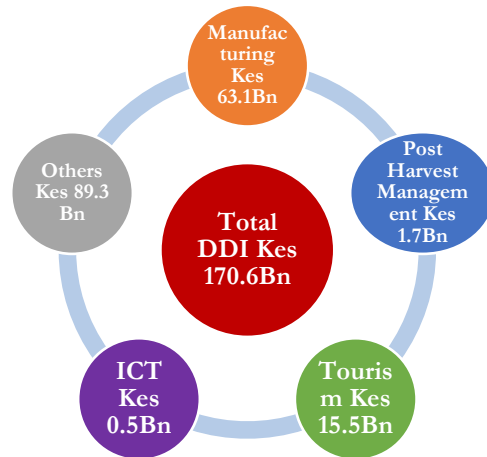 Manufac
turing
Kes
63.1Bn
Post
Harvest
Managem
ent Kes
1.7Bn
Touris
m Kes
15.5Bn
ICT
Kes
0.5Bn
Others
Kes 89.3
Bn
Total
DDI Kes
170.6Bn